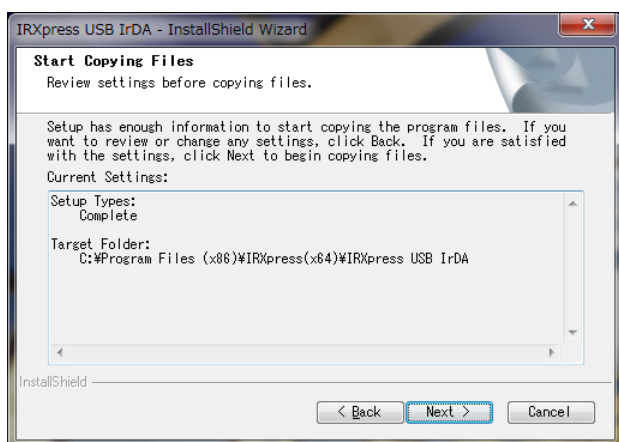 IRXpress USB IrDA - InstallShield Wizard
Start Copying Files
Review settings before copying files.
Setup has enough information to start copying the program files.  If you
want to review or change any settings, click Back.  If you are satisfied
with the settings, click Next to begin copying files.
Current Settings:
Setup Types:
Complete
Target Folder:
C:¥Program Files (x86)¥IRXpress(x64)¥IRXpress USB IrDA
InstallShield
< Back
Next >
Cancel